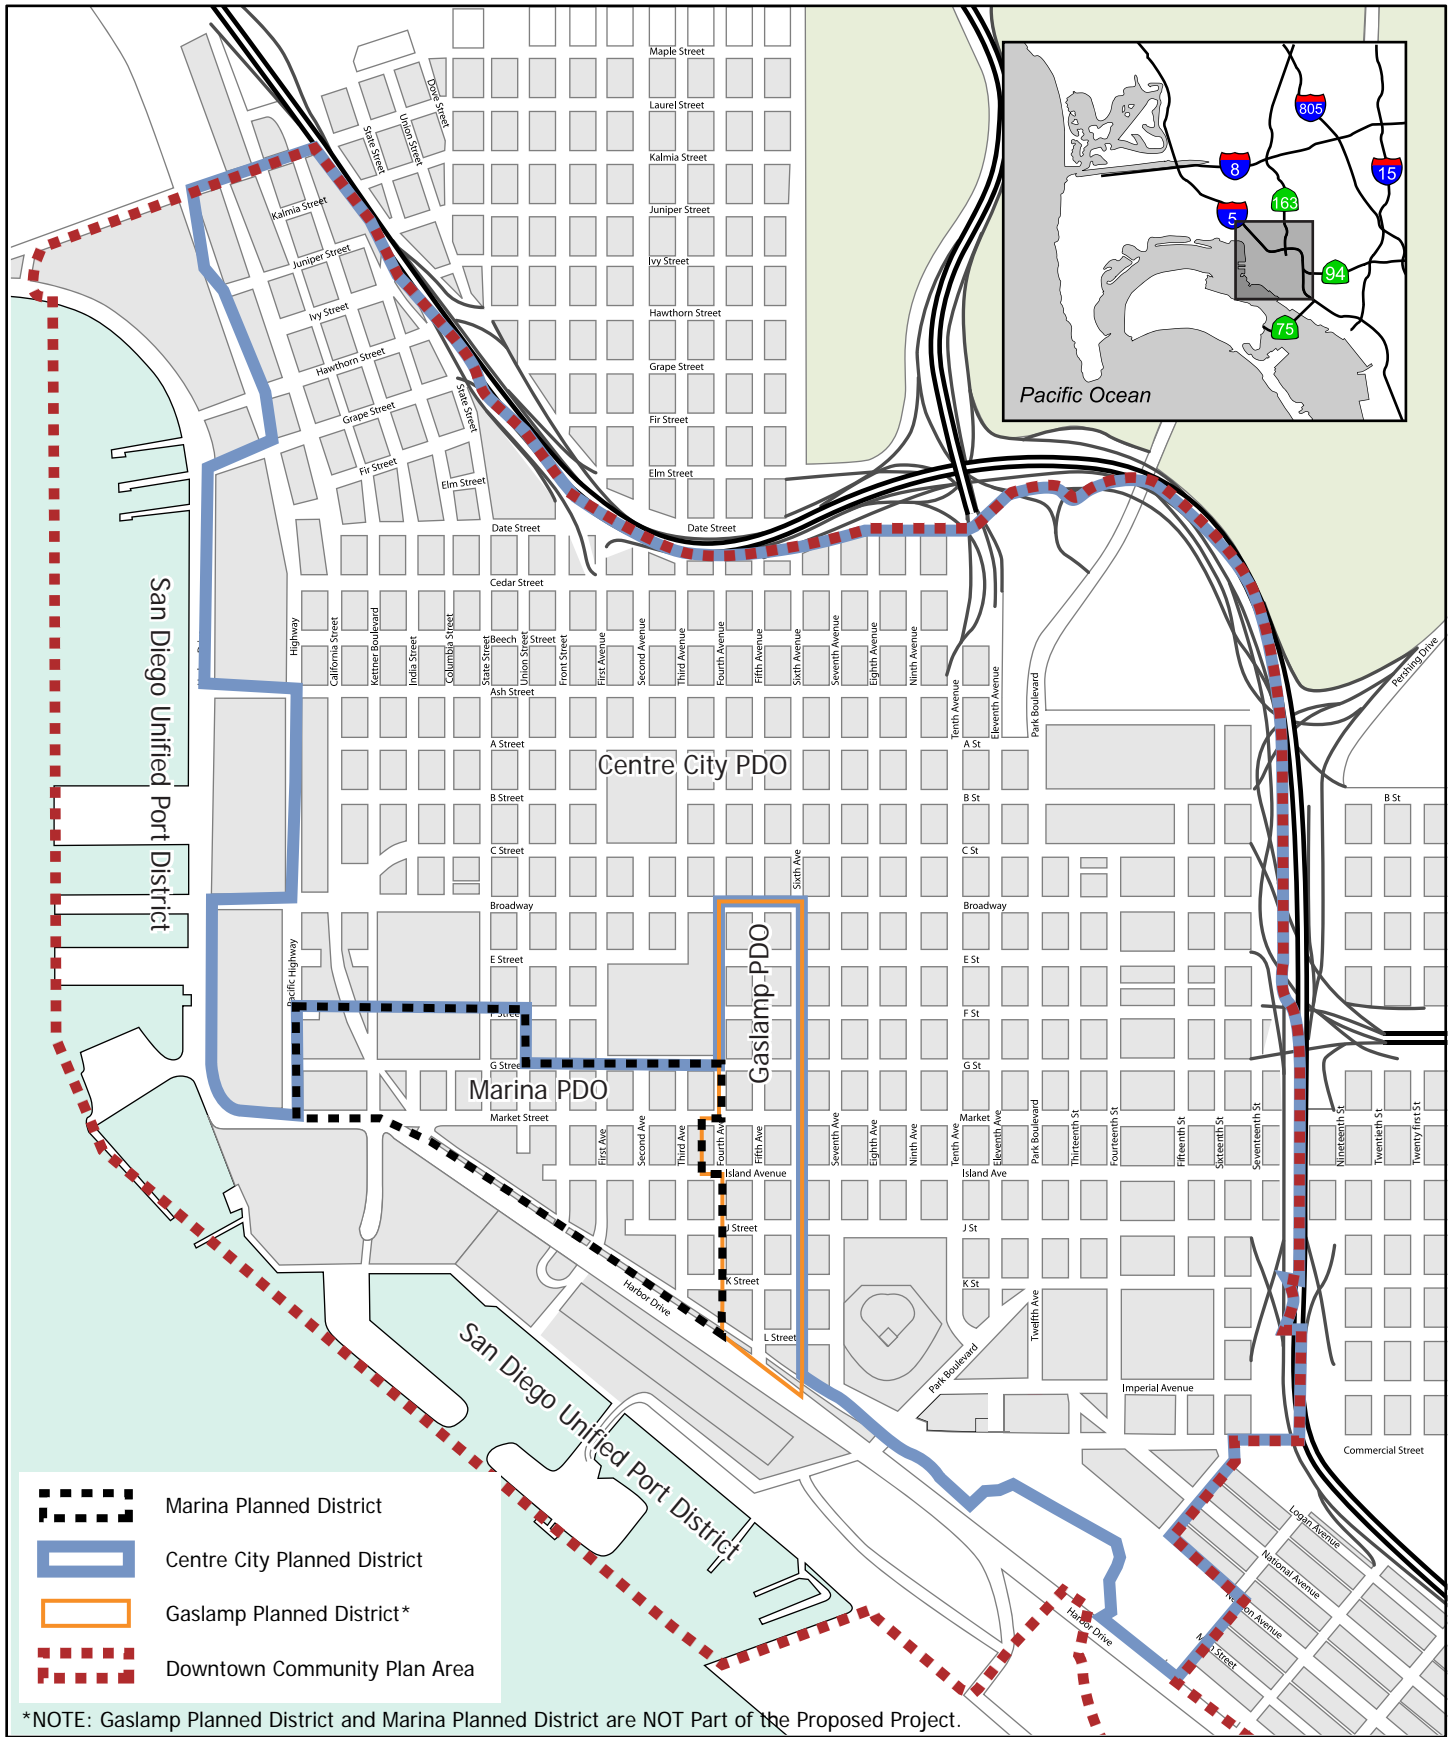 Maple Street
Laurel Street
Kalmia Street
Juniper Street
Ivy Street
Hawthorn Street
Grape Street
Fir Street
Elm Street
Date Street
Dove Street
Union Street
State Street
Kalmia Street
Juniper Street
Ivy Street
Hawthorn Street
Grape Street
State Street
Fir Street
Elm Street
Date Street
Cedar Street
805
8
15
5
163
94
75
Pacific Ocean
Pershing Drive
Highway
California Street
Kettner Boulevard
India Street
Columbia Street
State Street
Beech Street
Union Street
Front Street
First Avenue
Second Avenue
Third Avenue
Fourth Avenue
Fifth Avenue
Sixth Avenue
Seventh Avenue
Eighth Avenue
Ninth Avenue
Tenth Avenue
Eleventh Avenue
Park Boulevard
Ash Street
A Street
A St
Centre City PDO
B Street
B St
B St
C Street
C St
Sixth Ave
Broadway
Broadway
San Diego Unified Port District
Pacific Highway
E Street
E St
Gaslamp PDO
F Street
F St
G Street
G St
Marina PDO
Market Street
Market
First Ave
Second Ave
Third Ave
Fourth Ave
Fifth Ave
Seventh Ave
Eighth Ave
Ninth Ave
Tenth Ave
Eleventh Ave
Park Boulevard
Thirteenth St
Fourteenth St
Fifteenth St
Sixteenth St
Seventeenth St
Nineteenth St
Twentieth St
Twenty first St
Island Avenue
Island Ave
J Street
J St
K Street
K St
Twelfth Ave
Harbor Drive
L Street
Park Boulevard
Imperial Avenue
Commercial Street
San Diego Unified Port District
Logan Avenue
National Avenue
Harbor Drive
Marina Planned District
Centre City Planned District
Gaslamp Planned District*
Downtown Community Plan Area
*NOTE: Gaslamp Planned District and Marina Planned District are NOT Part of the Proposed Project.